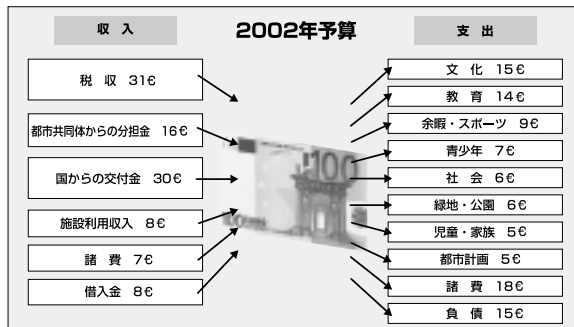 収 入
2002年予算
支 出
税 収 31€
都市共同体からの分担金 16€
国からの交付金 30€
施設利用収入 8€
諸 費 7€
借入金 8€
100
文 化 15€
教 育 14€
余暇・スポーツ 9€
青少年 7€
社 会 6€
緑地・公園 6€
児童・家族 5€
都市計画 5€
諸 費 18€
負 債 15€